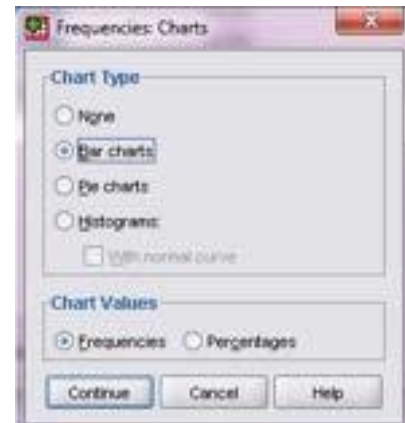 Frequencies: Charts
Chart Type
None
Bar charts
Pie charts
Histograms:
With normal curve
Chart Values
Frequencies Percentages
Continue Cancel Help